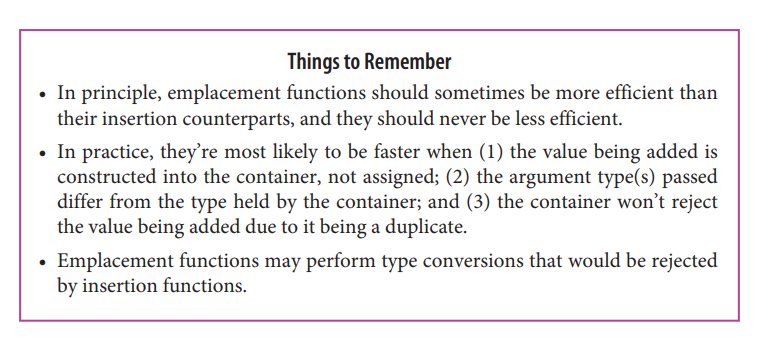 Things to Remember
• In principle, emplacement functions should sometimes be more efficient than
their insertion counterparts, and they should never be less efficient.
• In practice, they’re most likely to be faster when (1) the value being added is
constructed into the container, not assigned; (2) the argument type(s) passed
differ from the type held by the container; and (3) the container won’t reject
the value being added due to it being a duplicate.
• Emplacement functions may perform type conversions that would be rejected
by insertion functions.